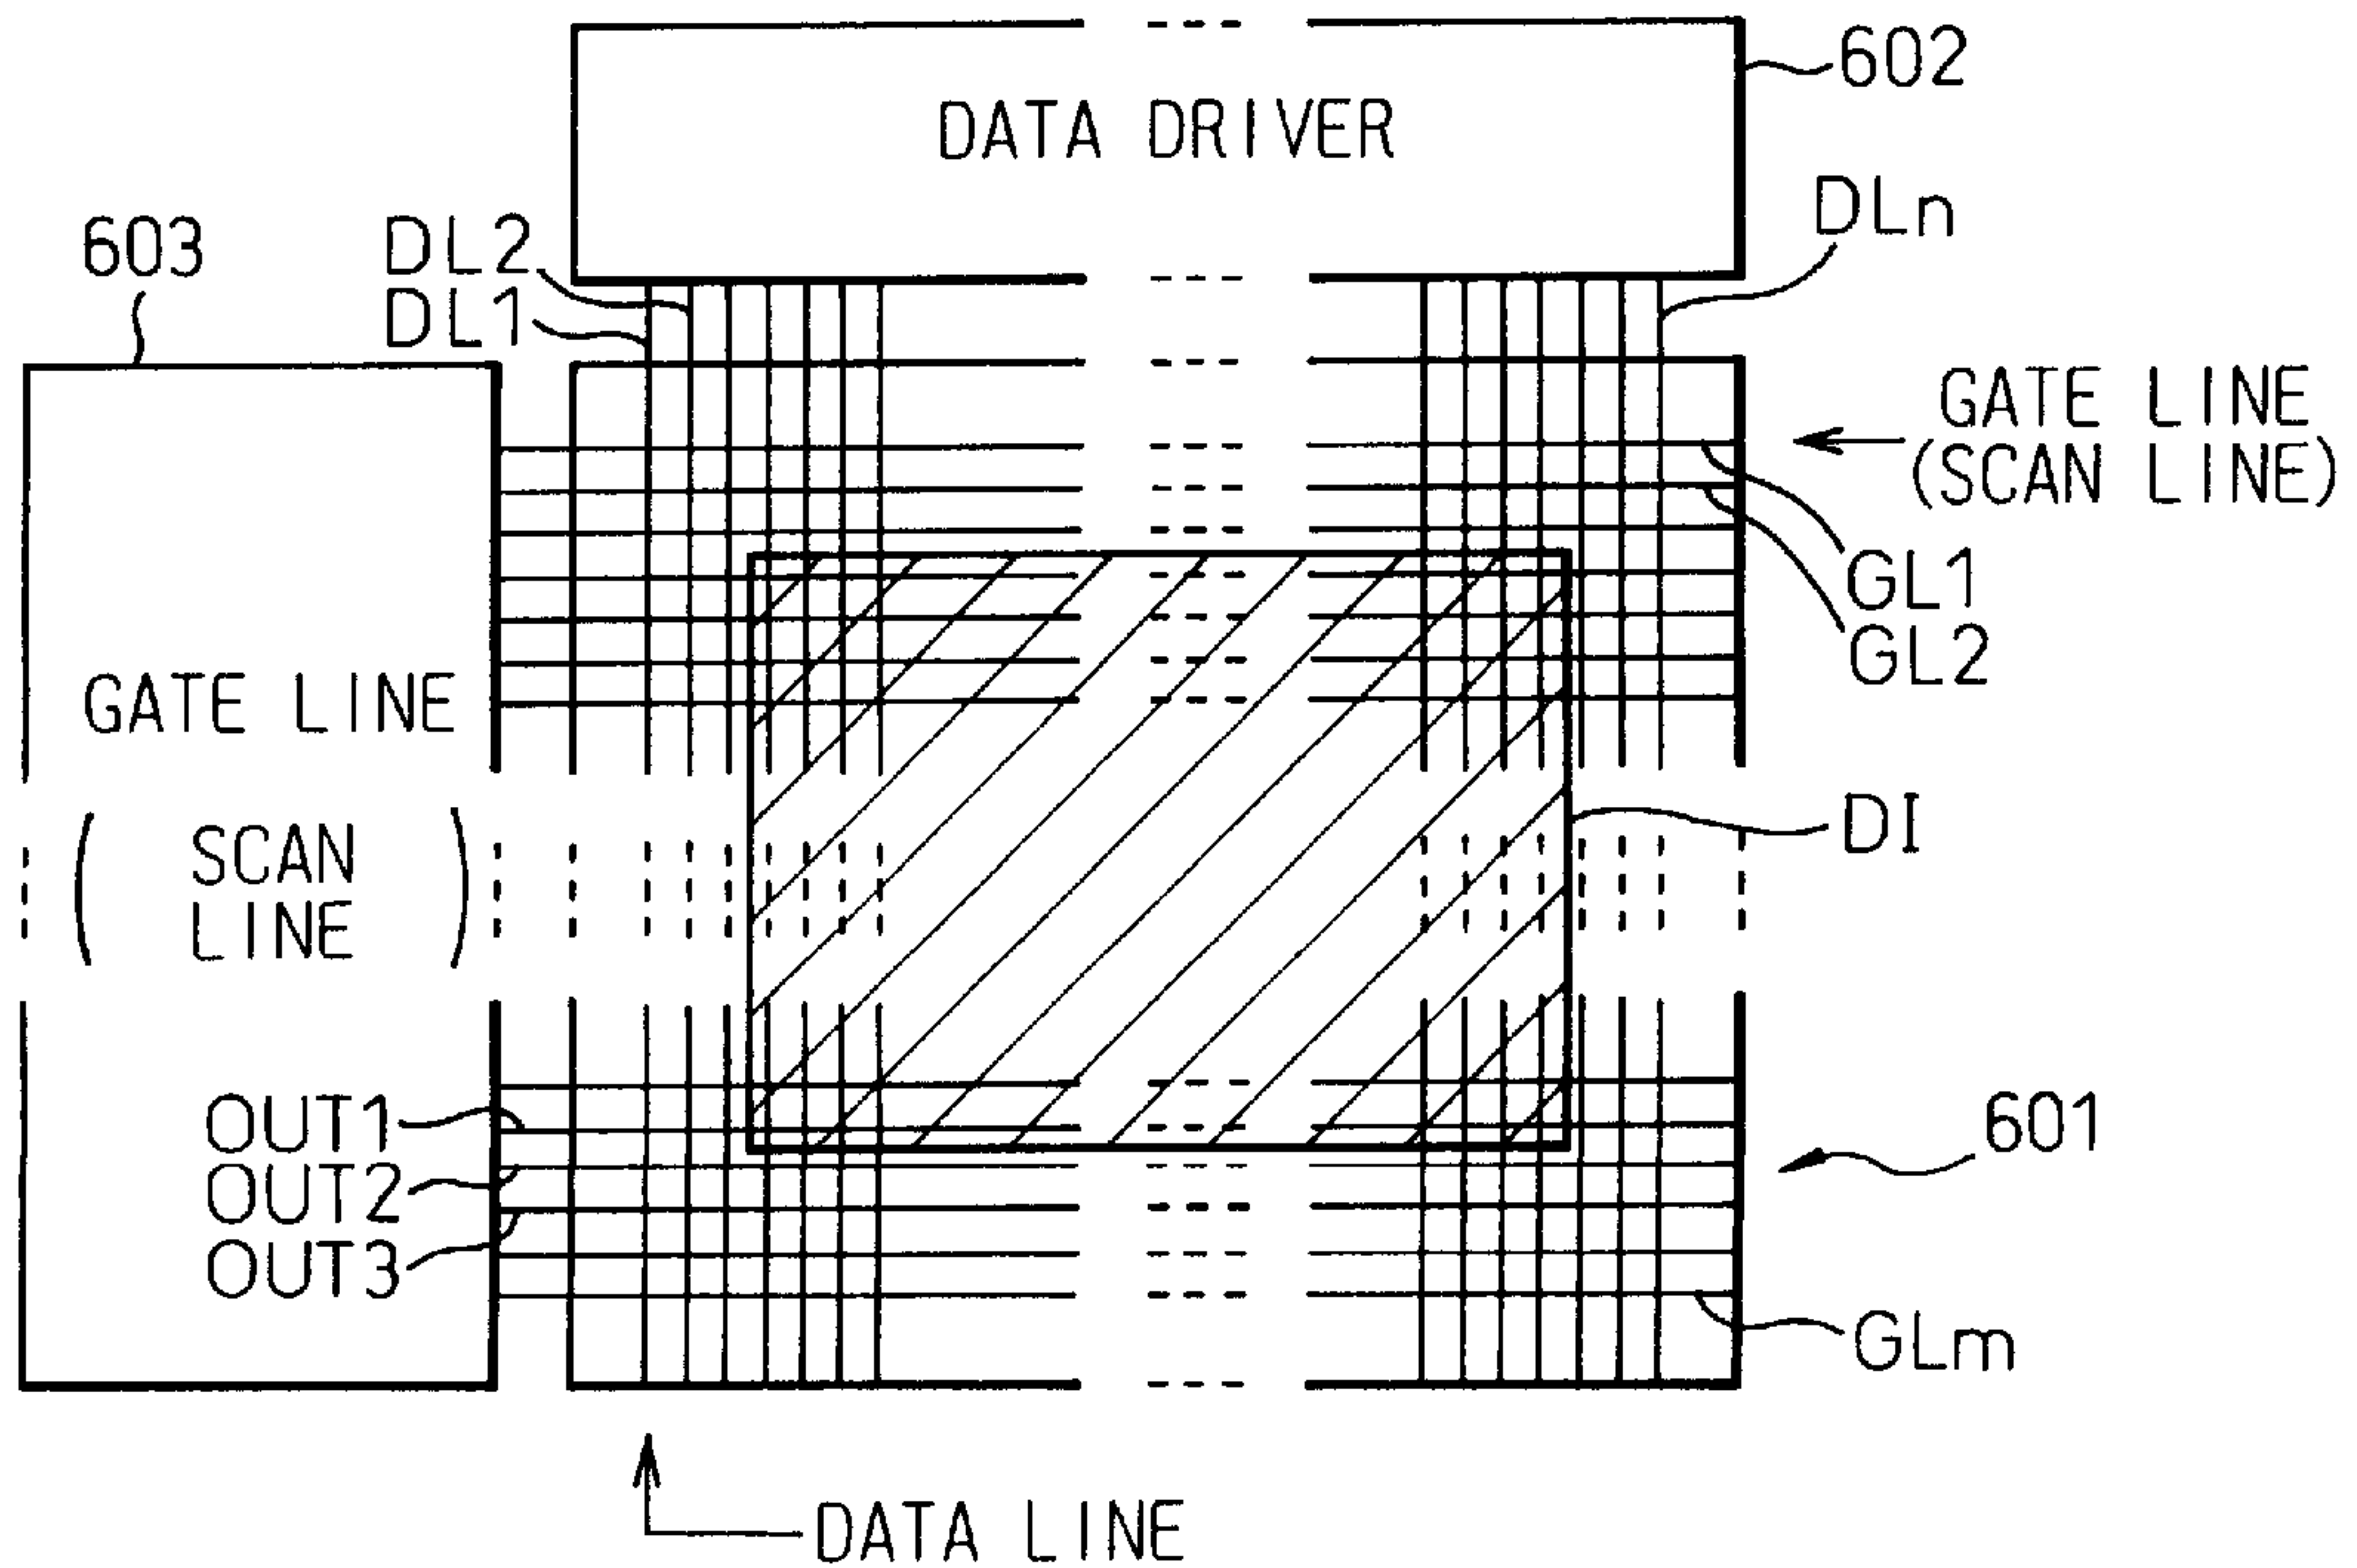 602
DATA DRIVER
DLn
603
DL2
DL1
GATE LINE
(SCAN LINE)
GL1
GL2
GATE LINE
(SCAN
LINE)
DI
OUT1
OUT2
OUT3
601
GLm
DATA LINE